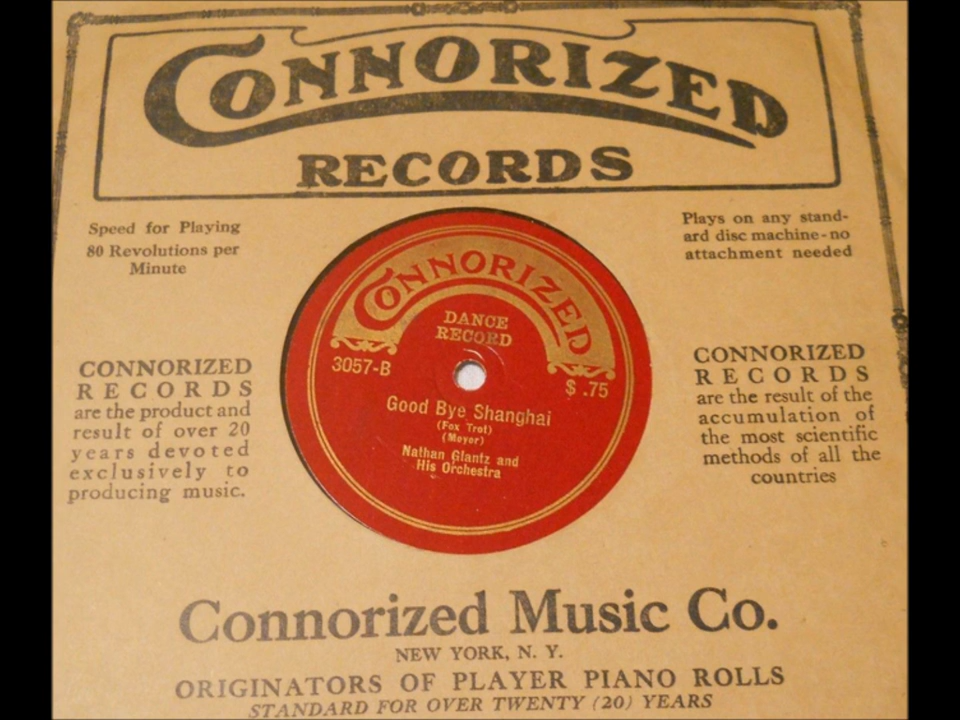 CONNORIZED
RECORDS
Speed for Playing
80 Revolutions per
Minute
Plays on any stand-
ard disc machine-no
attachment needed
CONNORIZED
RECORDS
are the product and
result of over 20
years devoted
exclusively to
producing music.
CONNORIZED
DANCE
RECORD
3057-B
$ .75
Good Bye Shanghai
(Fox Trot)
(Meyer)
Nathan Glantz and
His Orchestra
CONNORIZED
RECORDS
are the result of the
accumulation of
the most scientific
methods of all the
countries
Connorized Music Co.
NEW YORK, N. Y.
ORIGINATORS OF PLAYER PIANO ROLLS
STANDARD FOR OVER TWENTY (20) YEARS